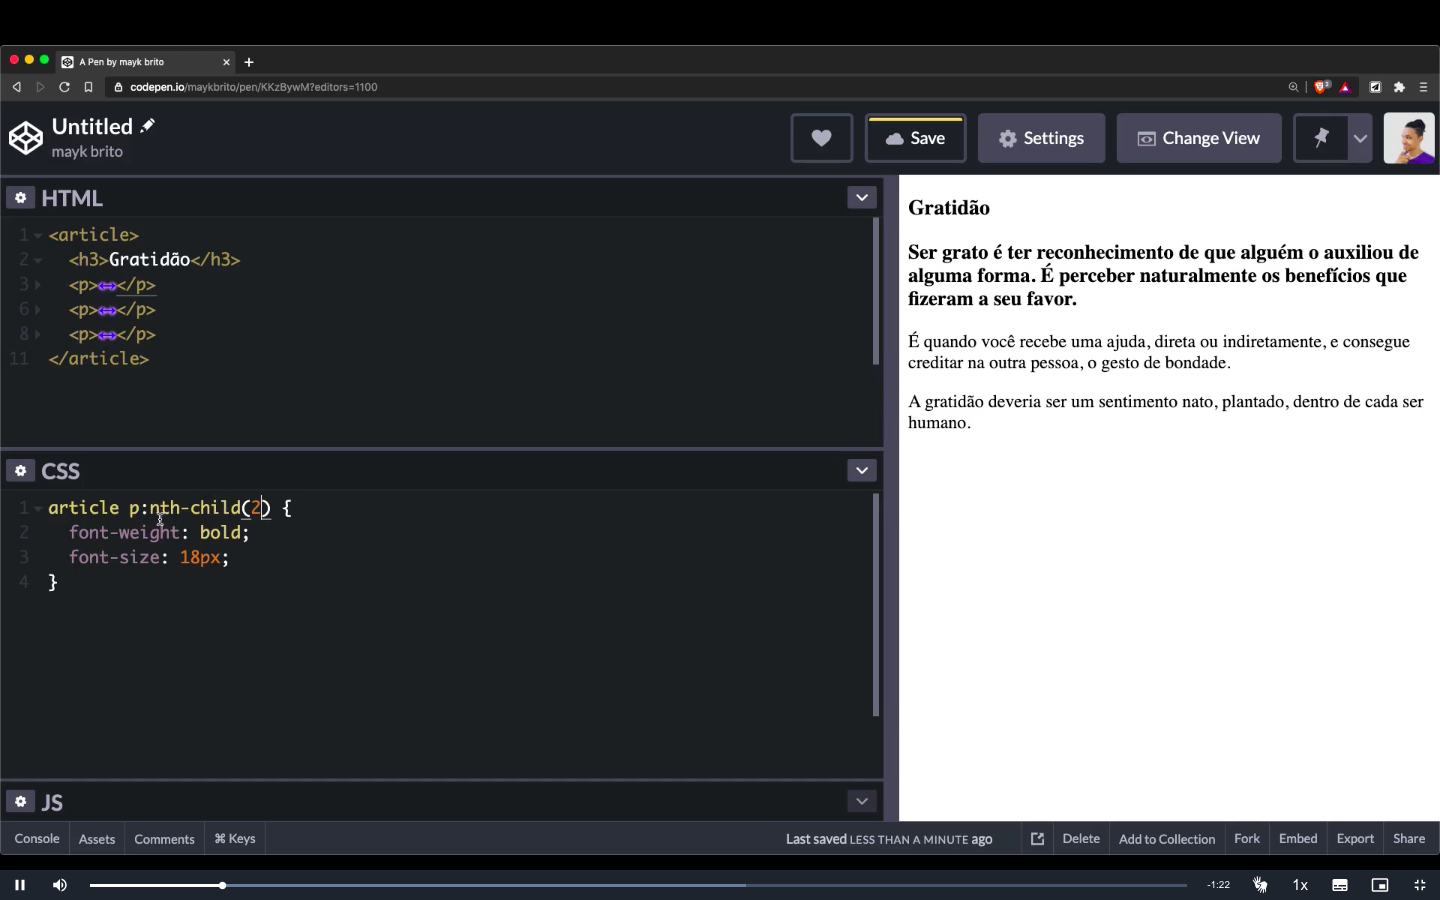 A Pen by mayk brito
codepen.io/maykbrito/pen/KKzBywM?editors=1100
Untitled
mayk brito
Save
Settings
Change View
HTML
1 <article>
2 <h3>Gratidão</h3>
3 <p></p>
6 <p></p>
8 <p></p>
11 </article>
CSS
1 article p:nth-child(2) {
2 font-weight: bold;
3 font-size: 18px;
4 }
JS
Gratidão
Ser grato é ter reconhecimento de que alguém o auxiliou de
alguma forma. É perceber naturalmente os benefícios que
fizeram a seu favor.
É quando você recebe uma ajuda, direta ou indiretamente, e consegue
creditar na outra pessoa, o gesto de bondade.
A gratidão deveria ser um sentimento nato, plantado, dentro de cada ser
humano.
Console Assets Comments ⌘ Keys Last saved LESS THAN A MINUTE ago Delete Add to Collection Fork Embed Export Share
-1:22 1x